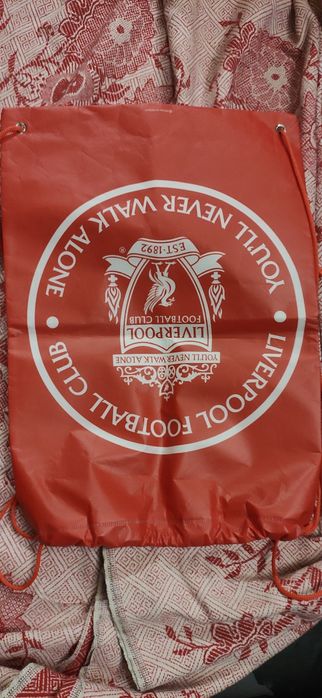 YOU'LL NEVER WALK ALONE
LIVERPOOL
FOOTBALL CLUB
EST·1892
®
• LIVERPOOL FOOTBALL CLUB •
YOU'LL NEVER WALK ALONE